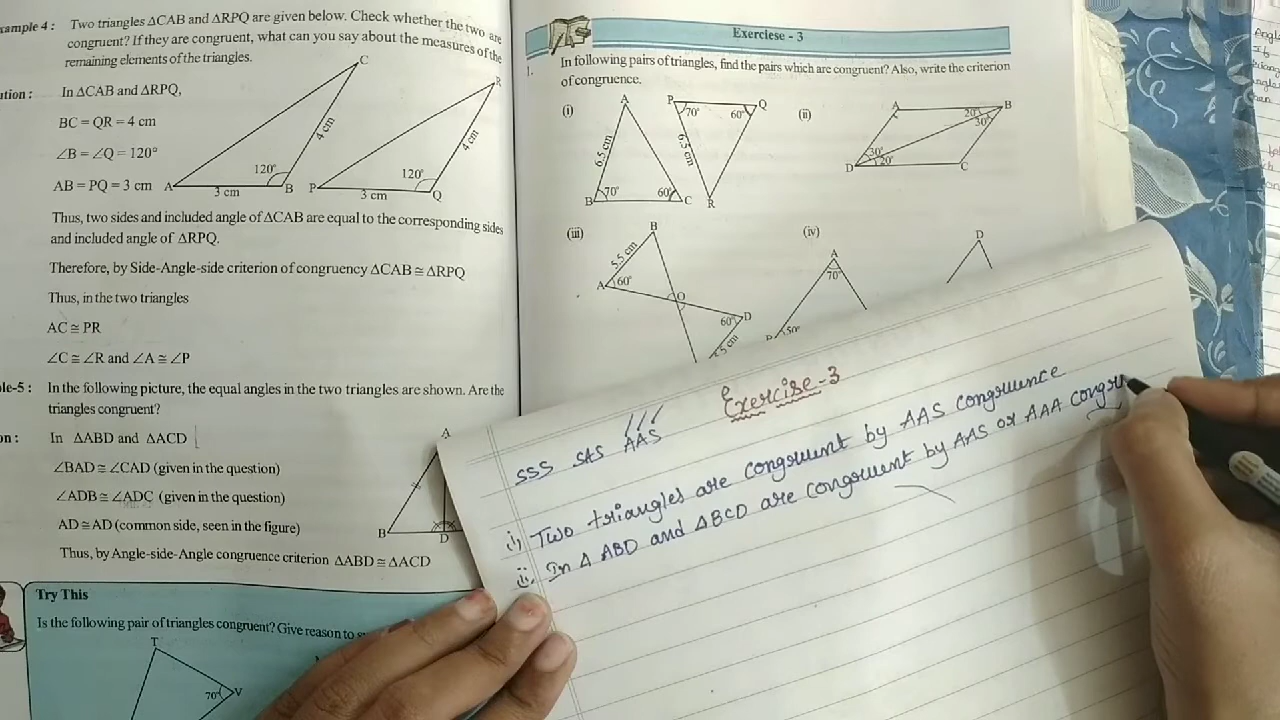 Two triangles ΔCAB and ΔRPQ are given below. Check whether the two are
congruent? If they are congruent, what can you say about the measures of the
remaining elements of the triangles.
In ΔCAB and ΔRPQ,
BC = QR = 4 cm
∠B = ∠Q = 120°
AB = PQ = 3 cm
C
4 cm
120°
A
3 cm
B
R
4 cm
120°
P
3 cm
Q
Thus, two sides and included angle of ΔCAB are equal to the corresponding sides
and included angle of ΔRPQ.
Therefore, by Side-Angle-side criterion of congruency ΔCAB ≅ ΔRPQ
Thus, in the two triangles
AC ≅ PR
∠C ≅ ∠R and ∠A ≅ ∠P
In the following picture, the equal angles in the two triangles are shown. Are the
triangles congruent?
In ΔABD and ΔACD
∠BAD ≅ ∠CAD (given in the question)
∠ADB ≅ ∠ADC (given in the question)
AD ≅ AD (common side, seen in the figure)
Thus, by Angle-side-Angle congruence criterion ΔABD ≅ ΔACD
A
B
D
Try This
Is the following pair of triangles congruent? Give reason to
T
70°
V
Exerciese - 3
1. In following pairs of triangles, find the pairs which are congruent? Also, write the criterion
of congruence.
(i)
A
6.5 cm
B
70°
60°
C
P
70°
60°
Q
6.5 cm
R
(ii)
A
20°
B
30°
30°
D
20°
C
(iii)
B
5.5 cm
A
60°
O
60°
D
(iv)
A
70°
50°
D
Exercise-3
SSS SAS AAS
i) Two triangles are congruent by AAS congruence
ii. In Δ ABD and ΔBCD are congruent by AAS or AAA congru